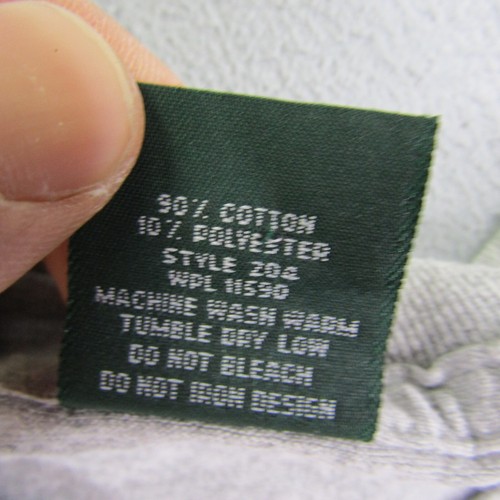 90% COTTON
10% POLYESTER
STYLE 204
WPL 11590
MACHINE WASH WARM
TUMBLE DRY LOW
DO NOT BLEACH
DO NOT IRON DESIGN